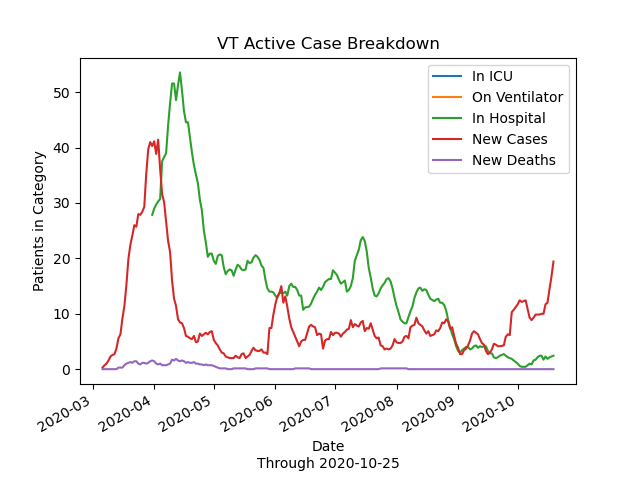 VT Active Case Breakdown
In ICU
On Ventilator
In Hospital
New Cases
New Deaths
Patients in Category
50
40
30
20
10
0
2020-03
2020-04
2020-05
2020-06
2020-07
2020-08
2020-09
2020-10
Date
Through 2020-10-25